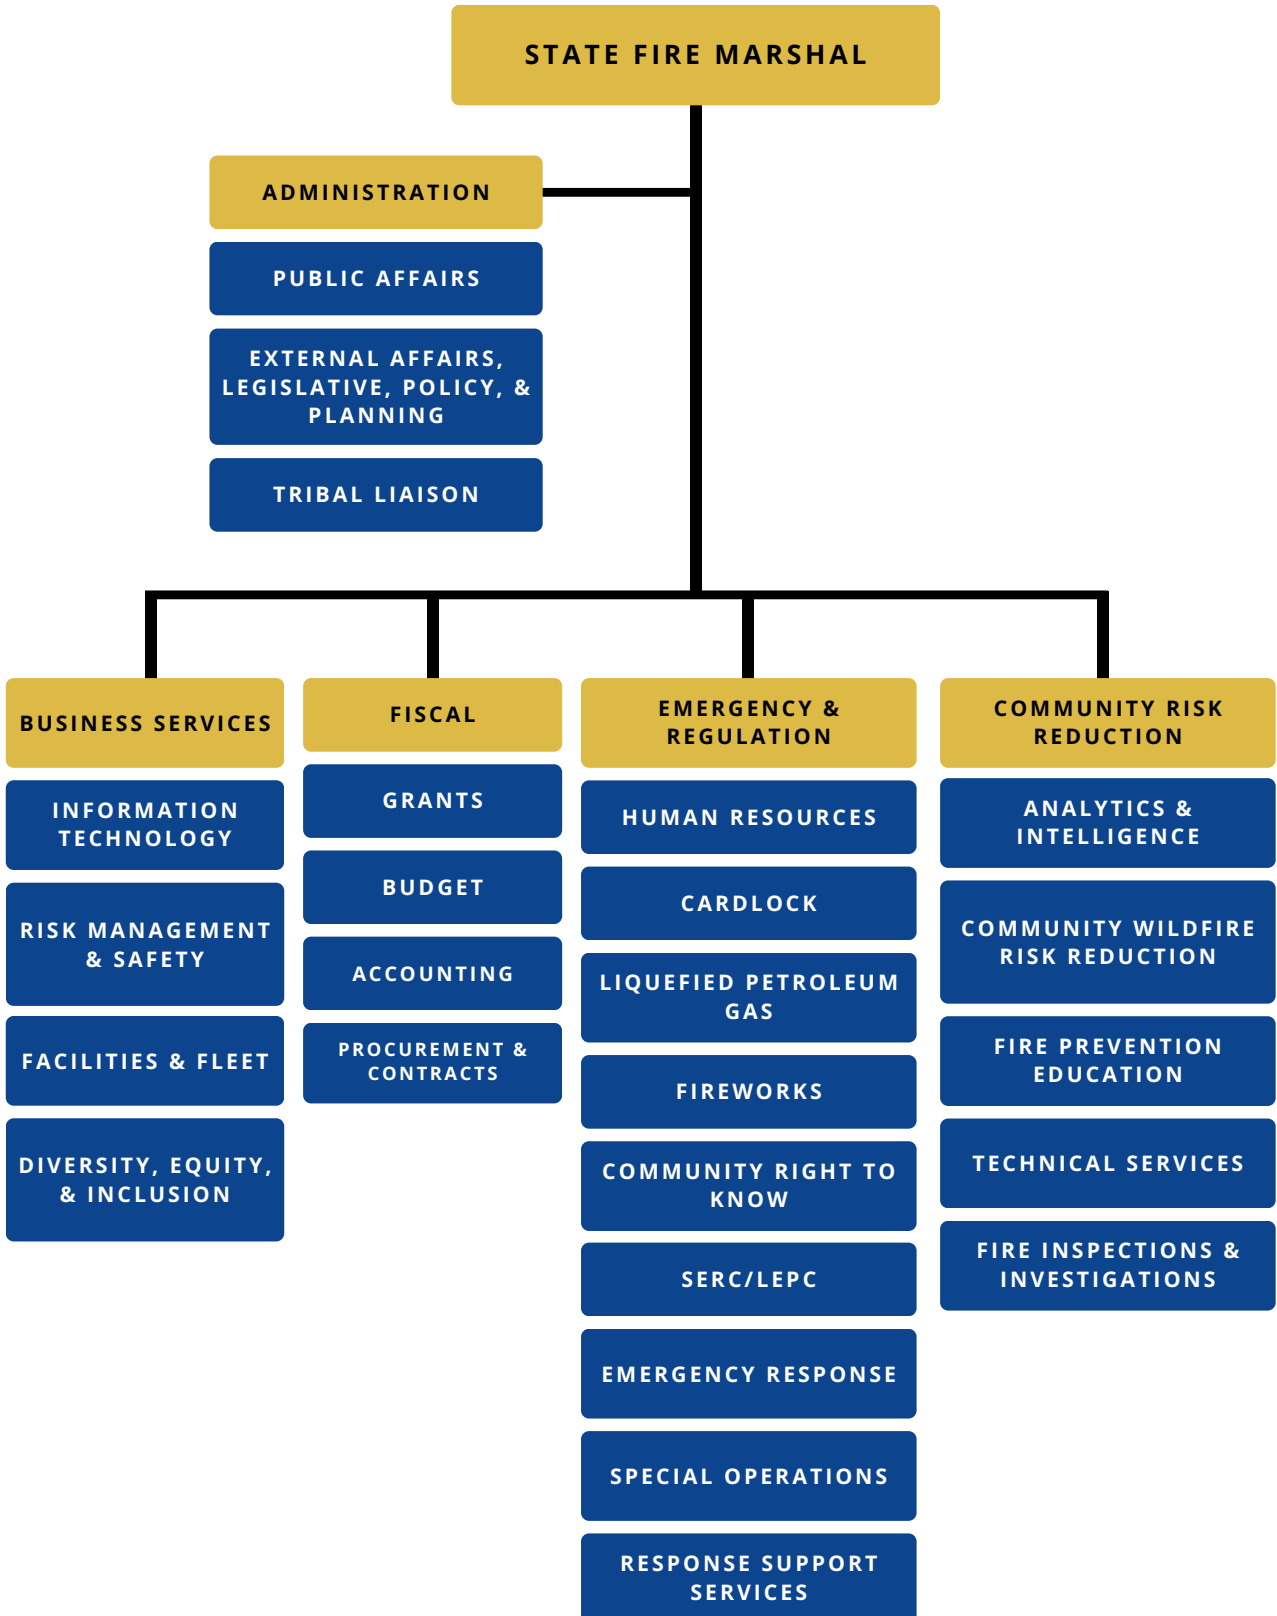 STATE FIRE MARSHAL
ADMINISTRATION
PUBLIC AFFAIRS
EXTERNAL AFFAIRS,
LEGISLATIVE, POLICY, &
PLANNING
TRIBAL LIAISON
BUSINESS SERVICES
INFORMATION
TECHNOLOGY
RISK MANAGEMENT
& SAFETY
FACILITIES & FLEET
DIVERSITY, EQUITY,
& INCLUSION
FISCAL
GRANTS
BUDGET
ACCOUNTING
PROCUREMENT &
CONTRACTS
EMERGENCY &
REGULATION
HUMAN RESOURCES
CARDLOCK
LIQUEFIED PETROLEUM
GAS
FIREWORKS
COMMUNITY RIGHT TO
KNOW
SERC/LEPC
EMERGENCY RESPONSE
SPECIAL OPERATIONS
RESPONSE SUPPORT
SERVICES
COMMUNITY RISK
REDUCTION
ANALYTICS &
INTELLIGENCE
COMMUNITY WILDFIRE
RISK REDUCTION
FIRE PREVENTION
EDUCATION
TECHNICAL SERVICES
FIRE INSPECTIONS &
INVESTIGATIONS